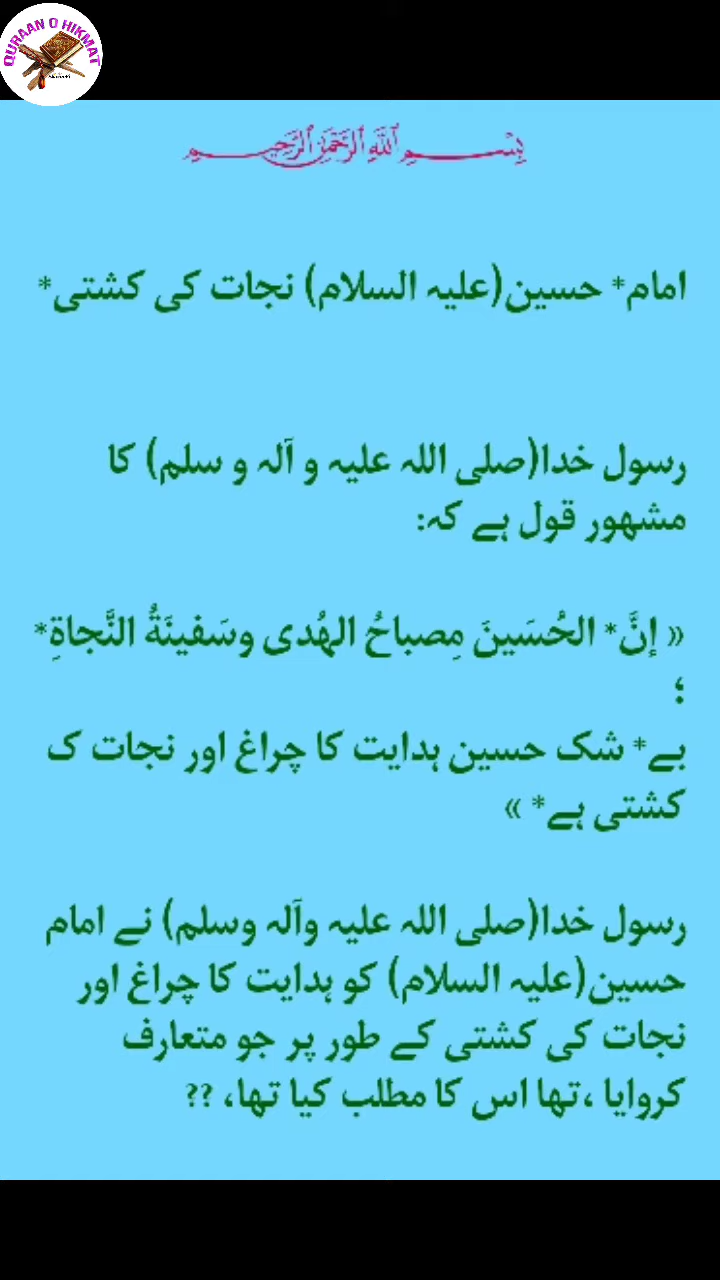 QURAAN O HIKMAT
بِسْمِ اللَّهِ الرَّحْمَٰنِ الرَّحِيمِ
امام* حسین(علیہ السلام) نجات کی کشتی*
رسول خدا(صلی اللہ علیہ و آلہ و سلم) کا
مشھور قول ہے کہ:
« إنَّ* الحُسَينَ مِصباحُ الهُدى وسَفينَةُ النَّجاةِ*
؛
بے* شک حسین ہدایت کا چراغ اور نجات ک
کشتی ہے* »
رسول خدا(صلی اللہ علیہ وآلہ وسلم) نے امام
حسین(علیہ السلام) کو ہدایت کا چراغ اور
نجات کی کشتی کے طور پر جو متعارف
کروایا ،تھا اس کا مطلب کیا تھا، ??